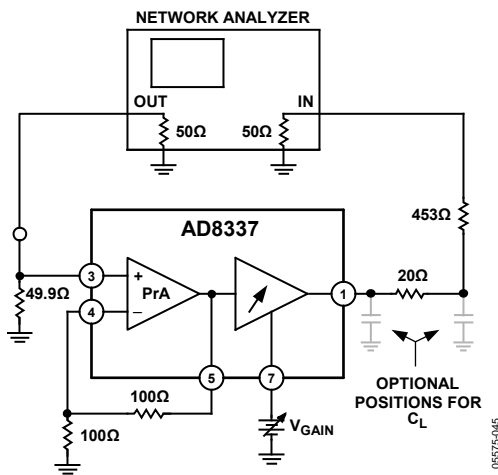 NETWORK ANALYZER
OUT
IN
50Ω
50Ω
453Ω
AD8337
20Ω
3
+
PrA
1
49.9Ω
4
–
5
7
100Ω
OPTIONAL
POSITIONS FOR
CL
VGAIN
100Ω
05575-045